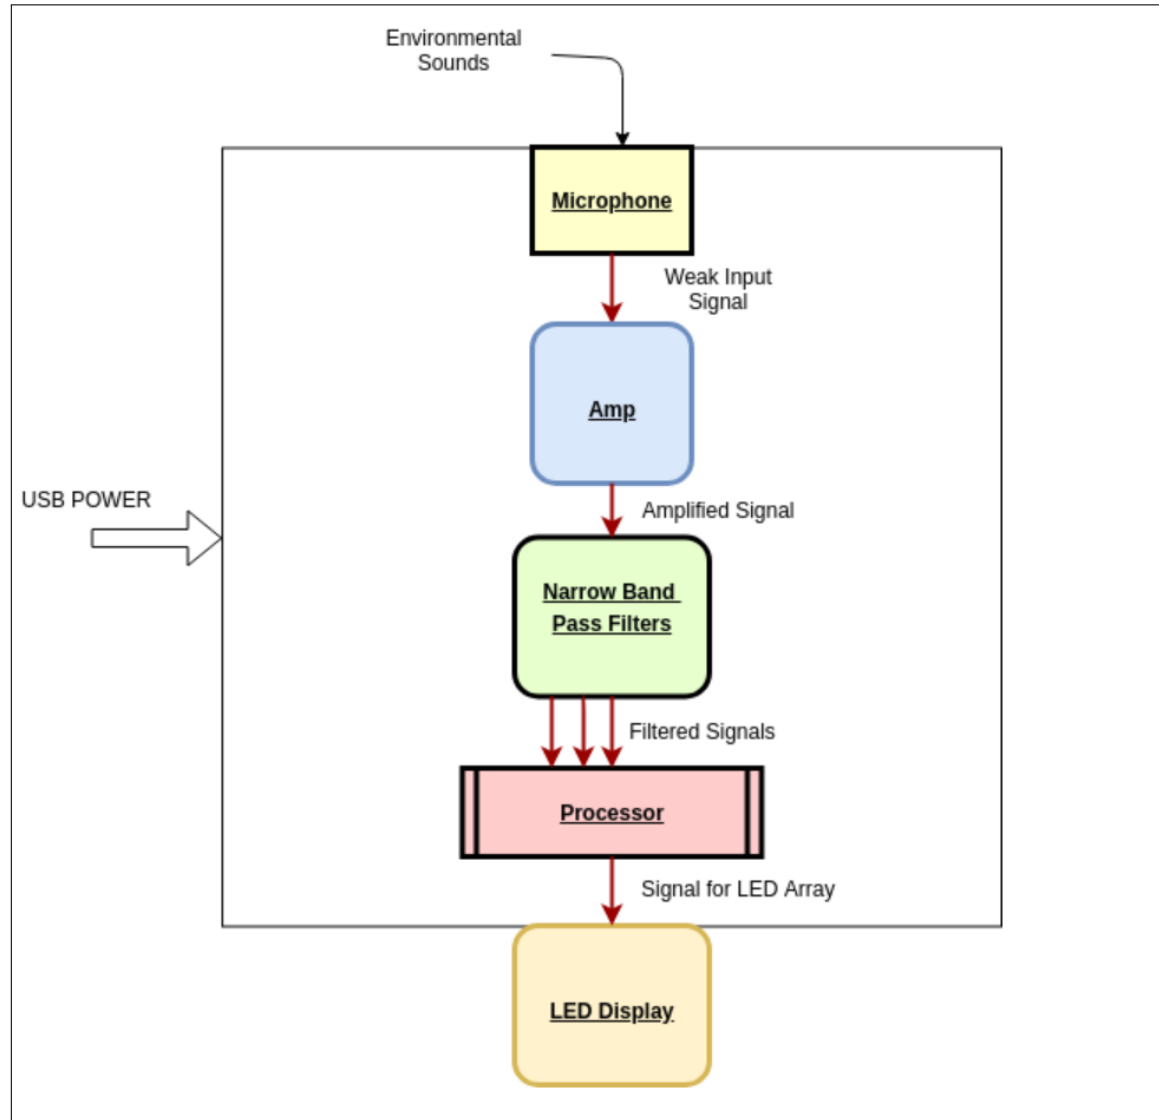 Environmental
Sounds
Microphone
Weak Input
Signal
Amp
USB POWER
Amplified Signal
Narrow Band
Pass Filters
Filtered Signals
Processor
Signal for LED Array
LED Display